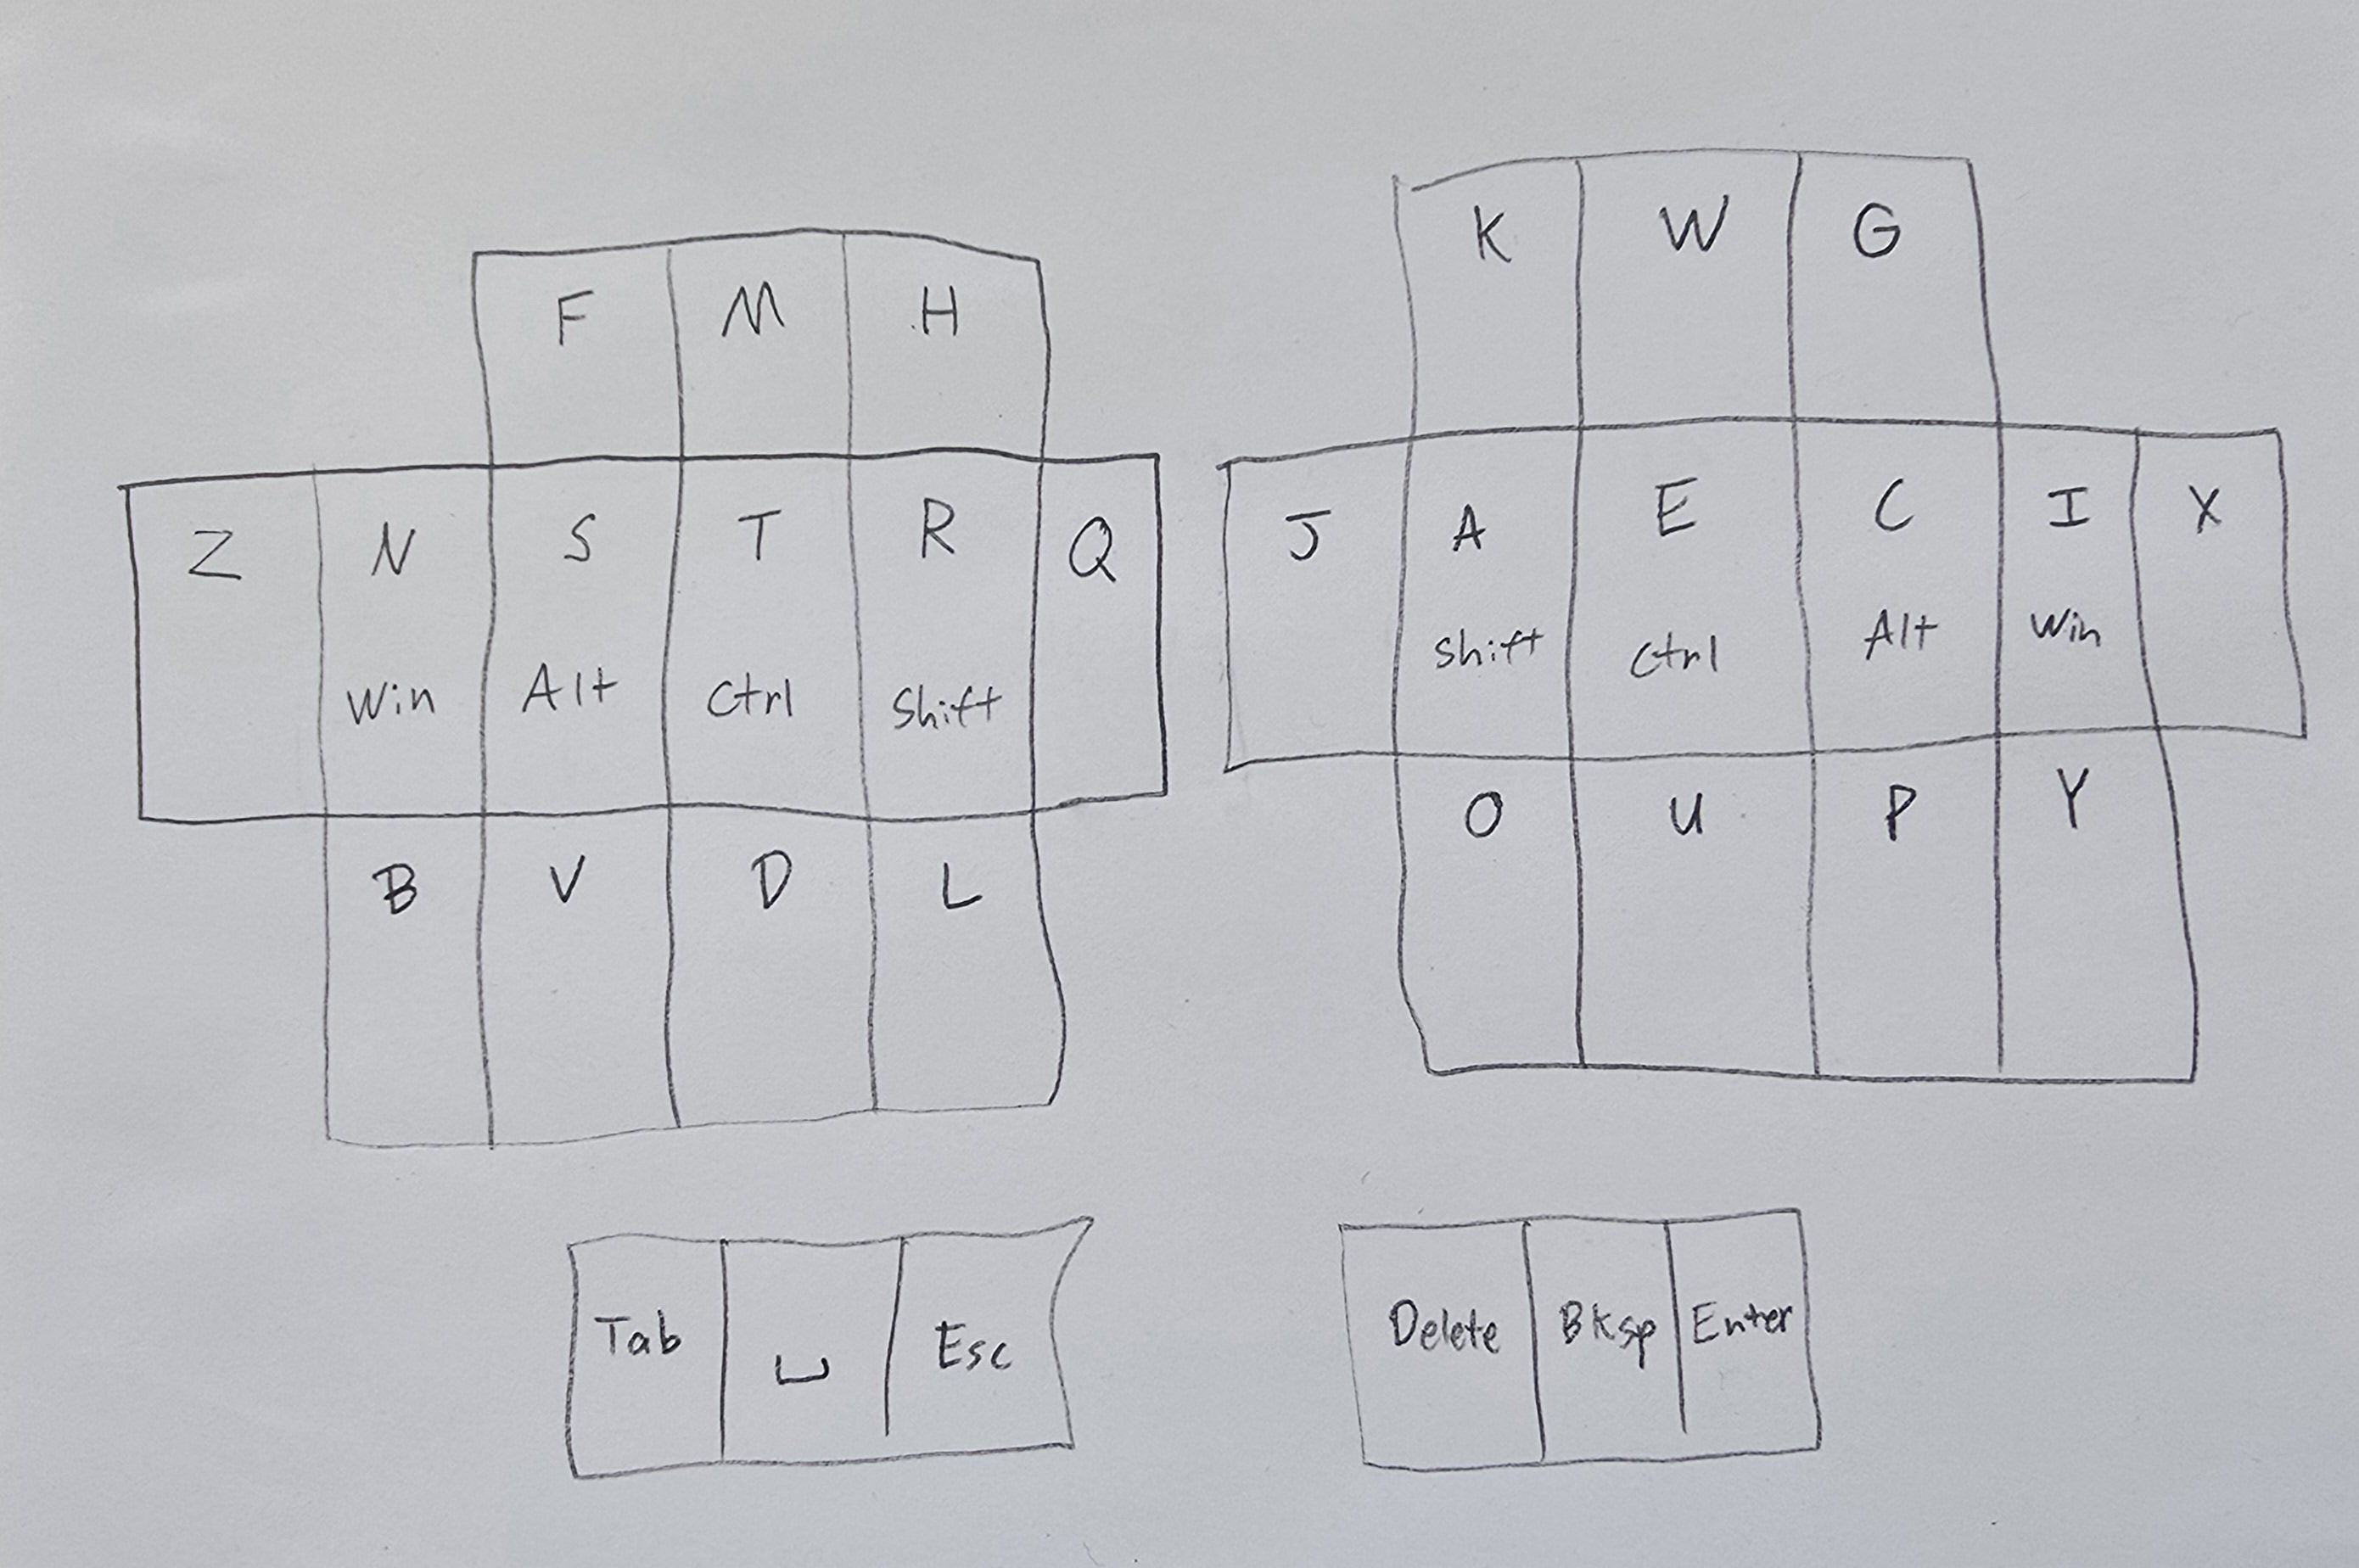 F M H
Z N S T R Q
Win Alt Ctrl Shift
B V D L
Tab ⎵ Esc
K W G
J A E C I X
Shift Ctrl Alt Win
O U P Y
Delete Bksp Enter